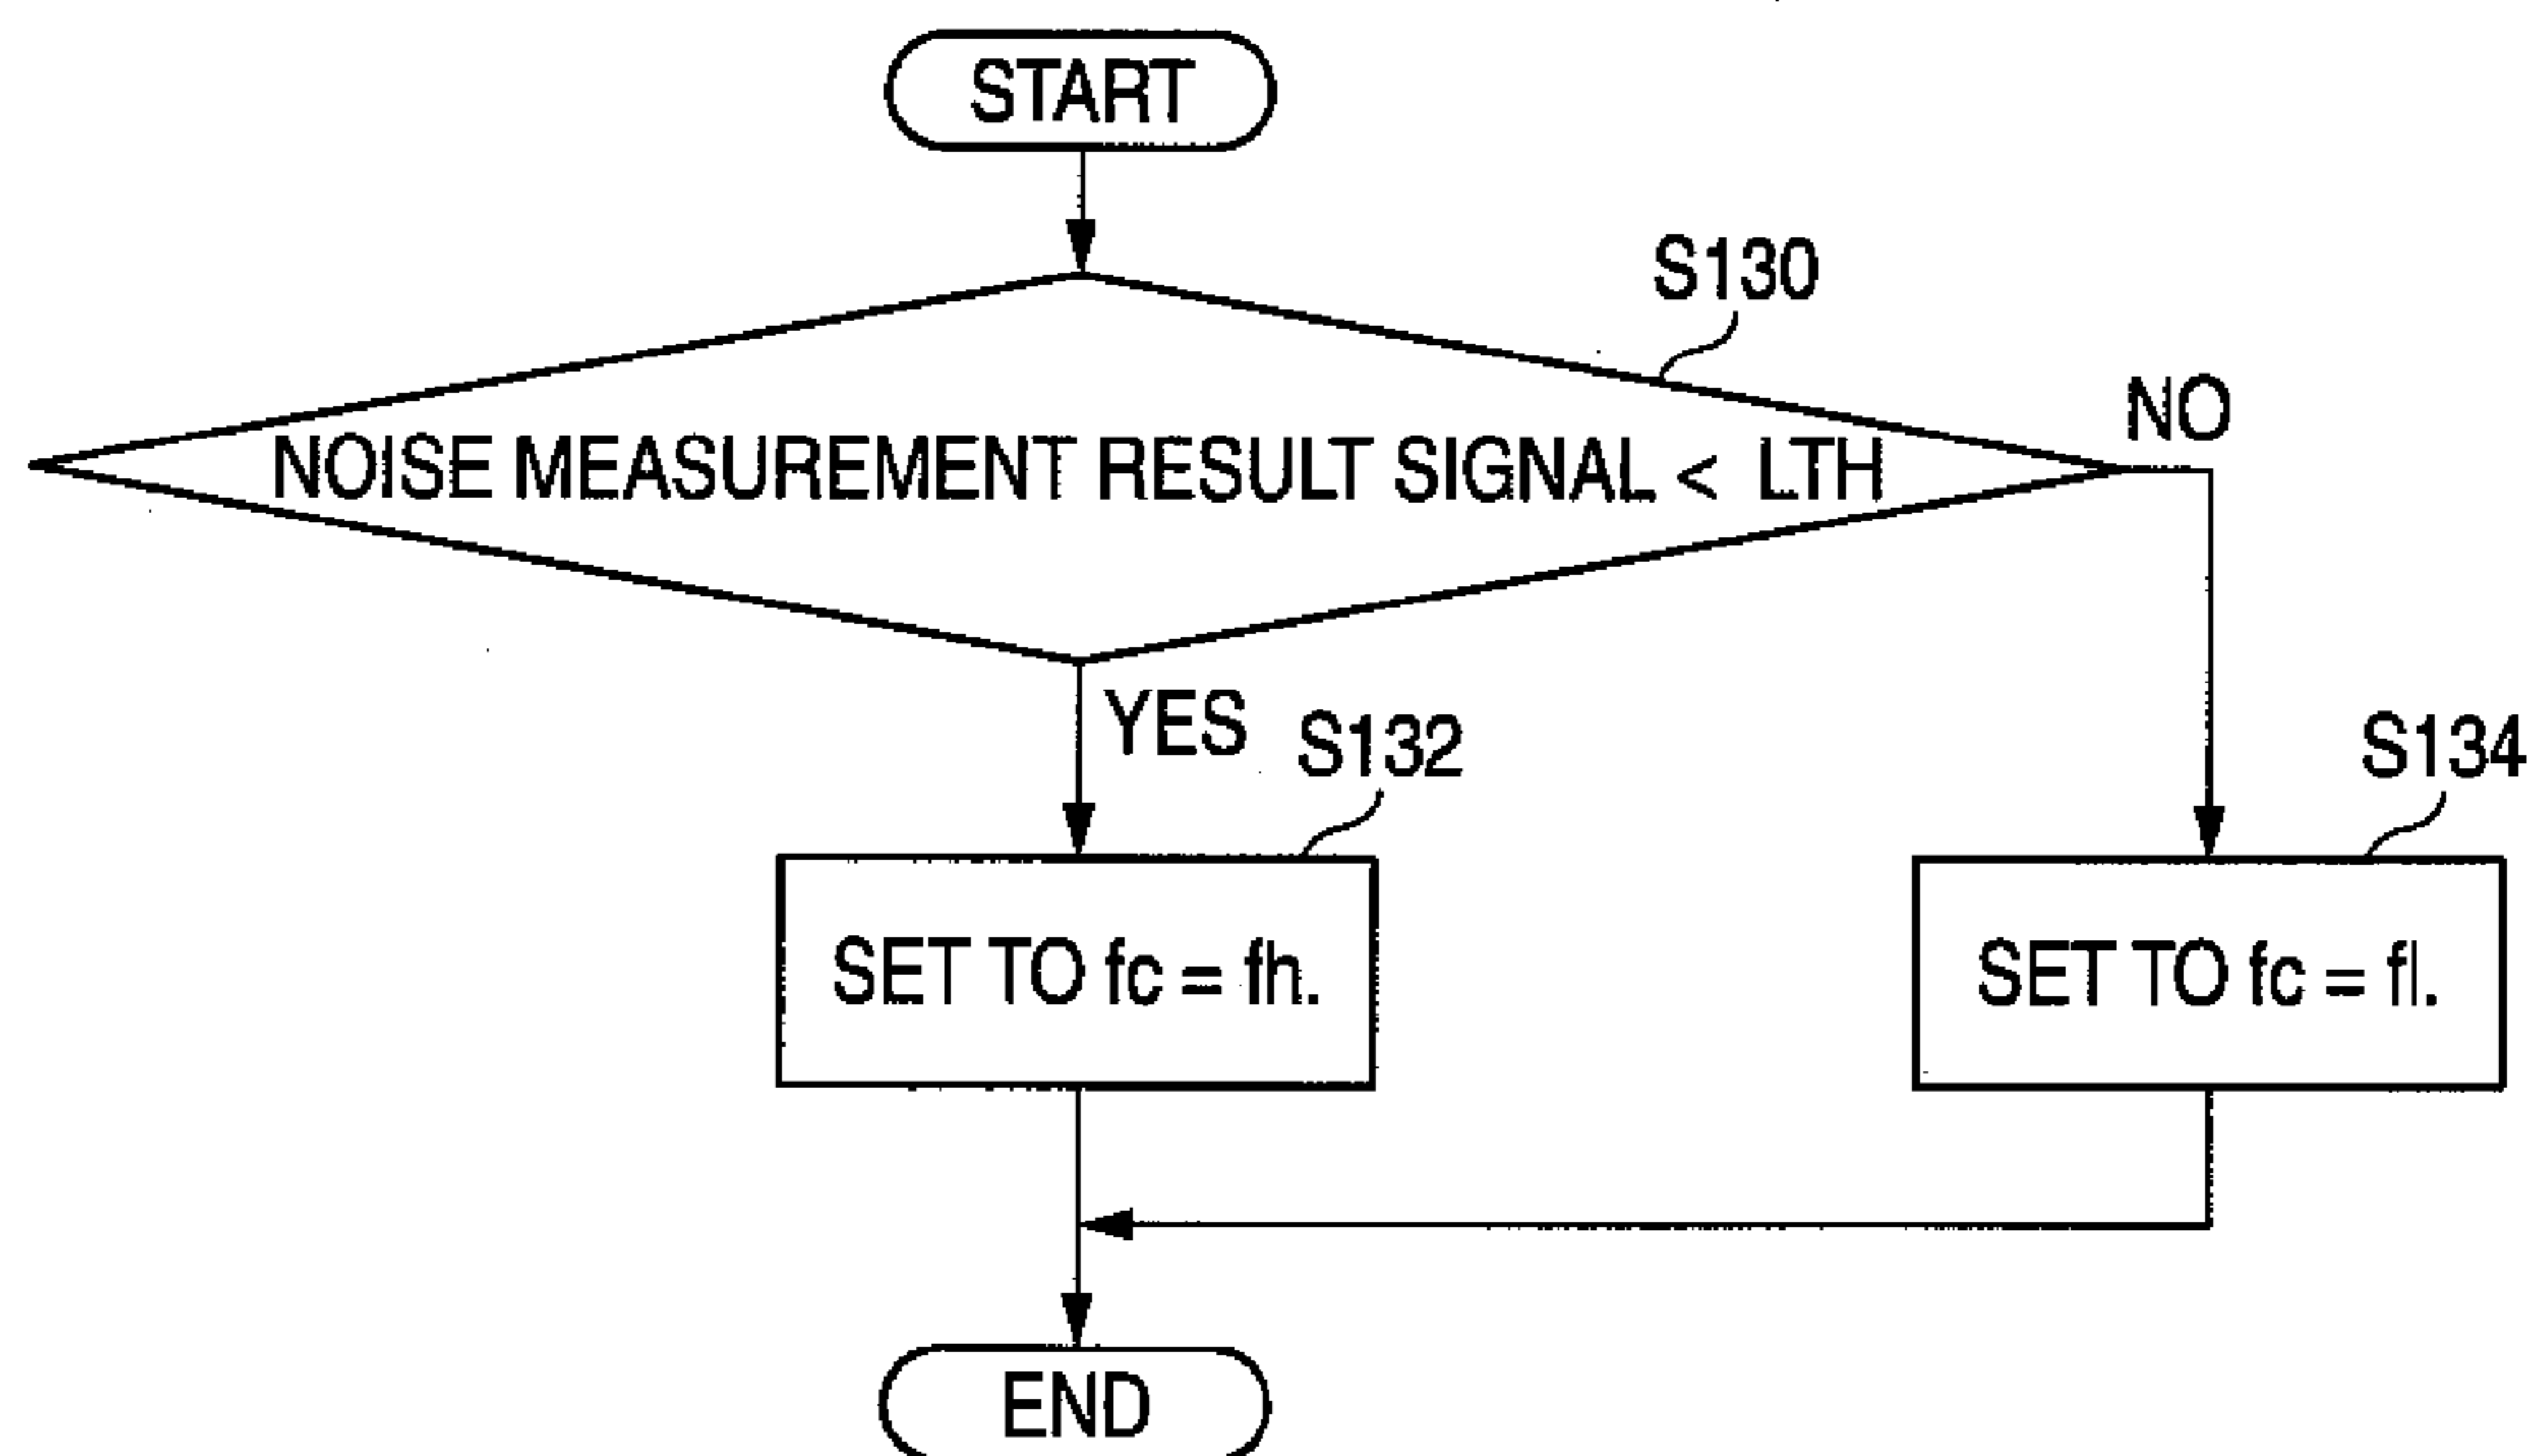 START
S130
NO
NOISE MEASUREMENT RESULT SIGNAL < LTH
YES
S132
S134
SET TO fc = fh.
SET TO fc = fl.
END